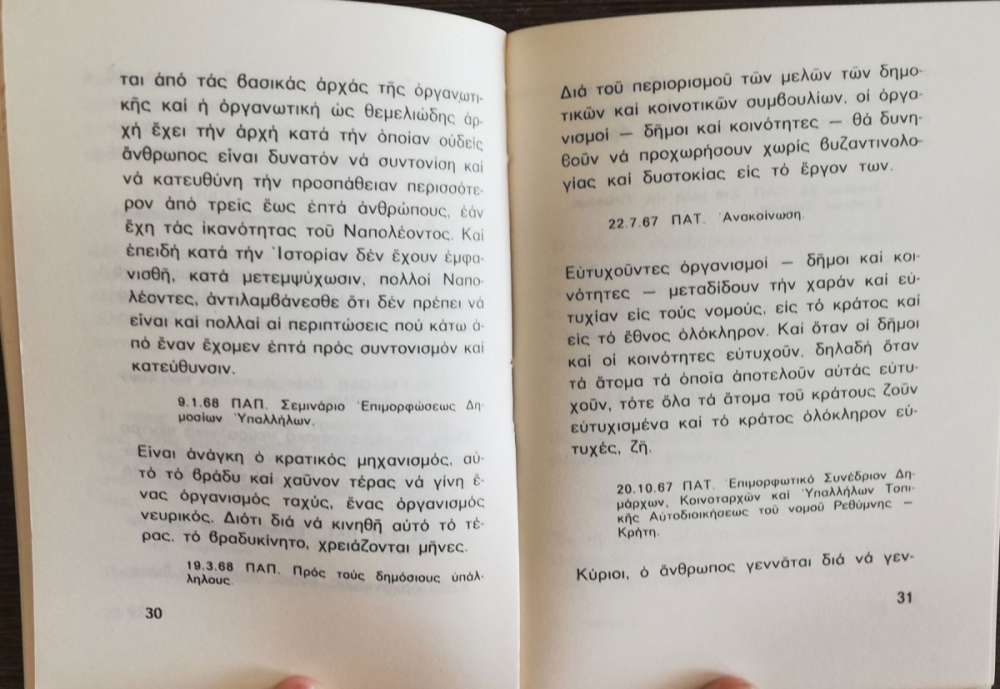 ται ἀπό τάς βασικάς ἀρχάς τῆς ὀργανωτι-
κῆς καί ἡ ὀργανωτική ὡς θεμελιώδης ἀρ-
χή ἔχει τήν ἀρχή κατά τήν ὁποίαν οὐδείς
ἄνθρωπος εἶναι δυνατόν νά συντονίση καί
νά κατευθύνη τήν προσπάθειαν περισσότε-
ρον ἀπό τρεῖς ἕως ἑπτά ἀνθρώπους, ἐάν
ἔχη τάς ἱκανότητας τοῦ Ναπολέοντος. Καί
ἐπειδή κατά τήν Ἱστορίαν δέν ἔχουν ἐμφα-
νισθῆ, κατά μετεμψύχωσιν, πολλοί Ναπο-
λέοντες, ἀντιλαμβάνεσθε ὅτι δέν πρέπει νά
εἶναι καί πολλαί αἱ περιπτώσεις πού κάτω ἀ-
πό ἕναν ἔχομεν ἑπτά πρός συντονισμόν καί
κατεύθυνσιν.
9.1.68 ΠΑΠ. Σεμινάριο Ἐπιμορφώσεως Δη-
μοσίων Ὑπαλλήλων.
Εἶναι ἀνάγκη ὁ κρατικός μηχανισμός, αὐ-
τό τό βράδυ καί χαῦνον τέρας νά γίνη ἕ-
νας ὀργανισμός ταχύς, ἕνας ὀργανισμός
νευρικός. Διότι διά νά κινηθῆ αὐτό τό τέ-
ρας, τό βραδυκίνητο, χρειάζονται μῆνες.
19.3.68 ΠΑΠ. Πρός τούς δημόσιους ὑπάλ-
ληλους.
30
Διά τοῦ περιορισμοῦ τῶν μελῶν τῶν δημο-
τικῶν καί κοινοτικῶν συμβουλίων, οἱ ὀργα-
νισμοί — δῆμοι καί κοινότητες — θά δυνη-
θοῦν νά προχωρήσουν χωρίς βυζαντινολο-
γίας καί δυστοκίας εἰς τό ἔργον των.
22.7.67 ΠΑΤ. Ἀνακοίνωση.
Εὐτυχοῦντες ὀργανισμοί — δῆμοι καί κοι-
νότητες — μεταδίδουν τήν χαράν καί εὐ-
τυχίαν εἰς τούς νομούς, εἰς τό κράτος καί
εἰς τό ἔθνος ὁλόκληρον. Καί ὅταν οἱ δῆμοι
καί οἱ κοινότητες εὐτυχοῦν, δηλαδή ὅταν
τά ἄτομα τά ὁποῖα ἀποτελοῦν αὐτάς εὐτυ-
χοῦν, τότε ὅλα τά ἄτομα τοῦ κράτους ζοῦν
εὐτυχισμένα καί τό κράτος ὁλόκληρον εὐ-
τυχές, ζῆ.
20.10.67 ΠΑΤ. Ἐπιμορφωτικό Συνέδριον Δη-
μάρχων, Κοινοταρχῶν καί Ὑπαλλήλων Τοπι-
κῆς Αὐτοδιοικήσεως τοῦ νομοῦ Ρεθύμνης —
Κρήτη.
Κύριοι, ὁ ἄνθρωπος γεννᾶται διά νά γεν-
31